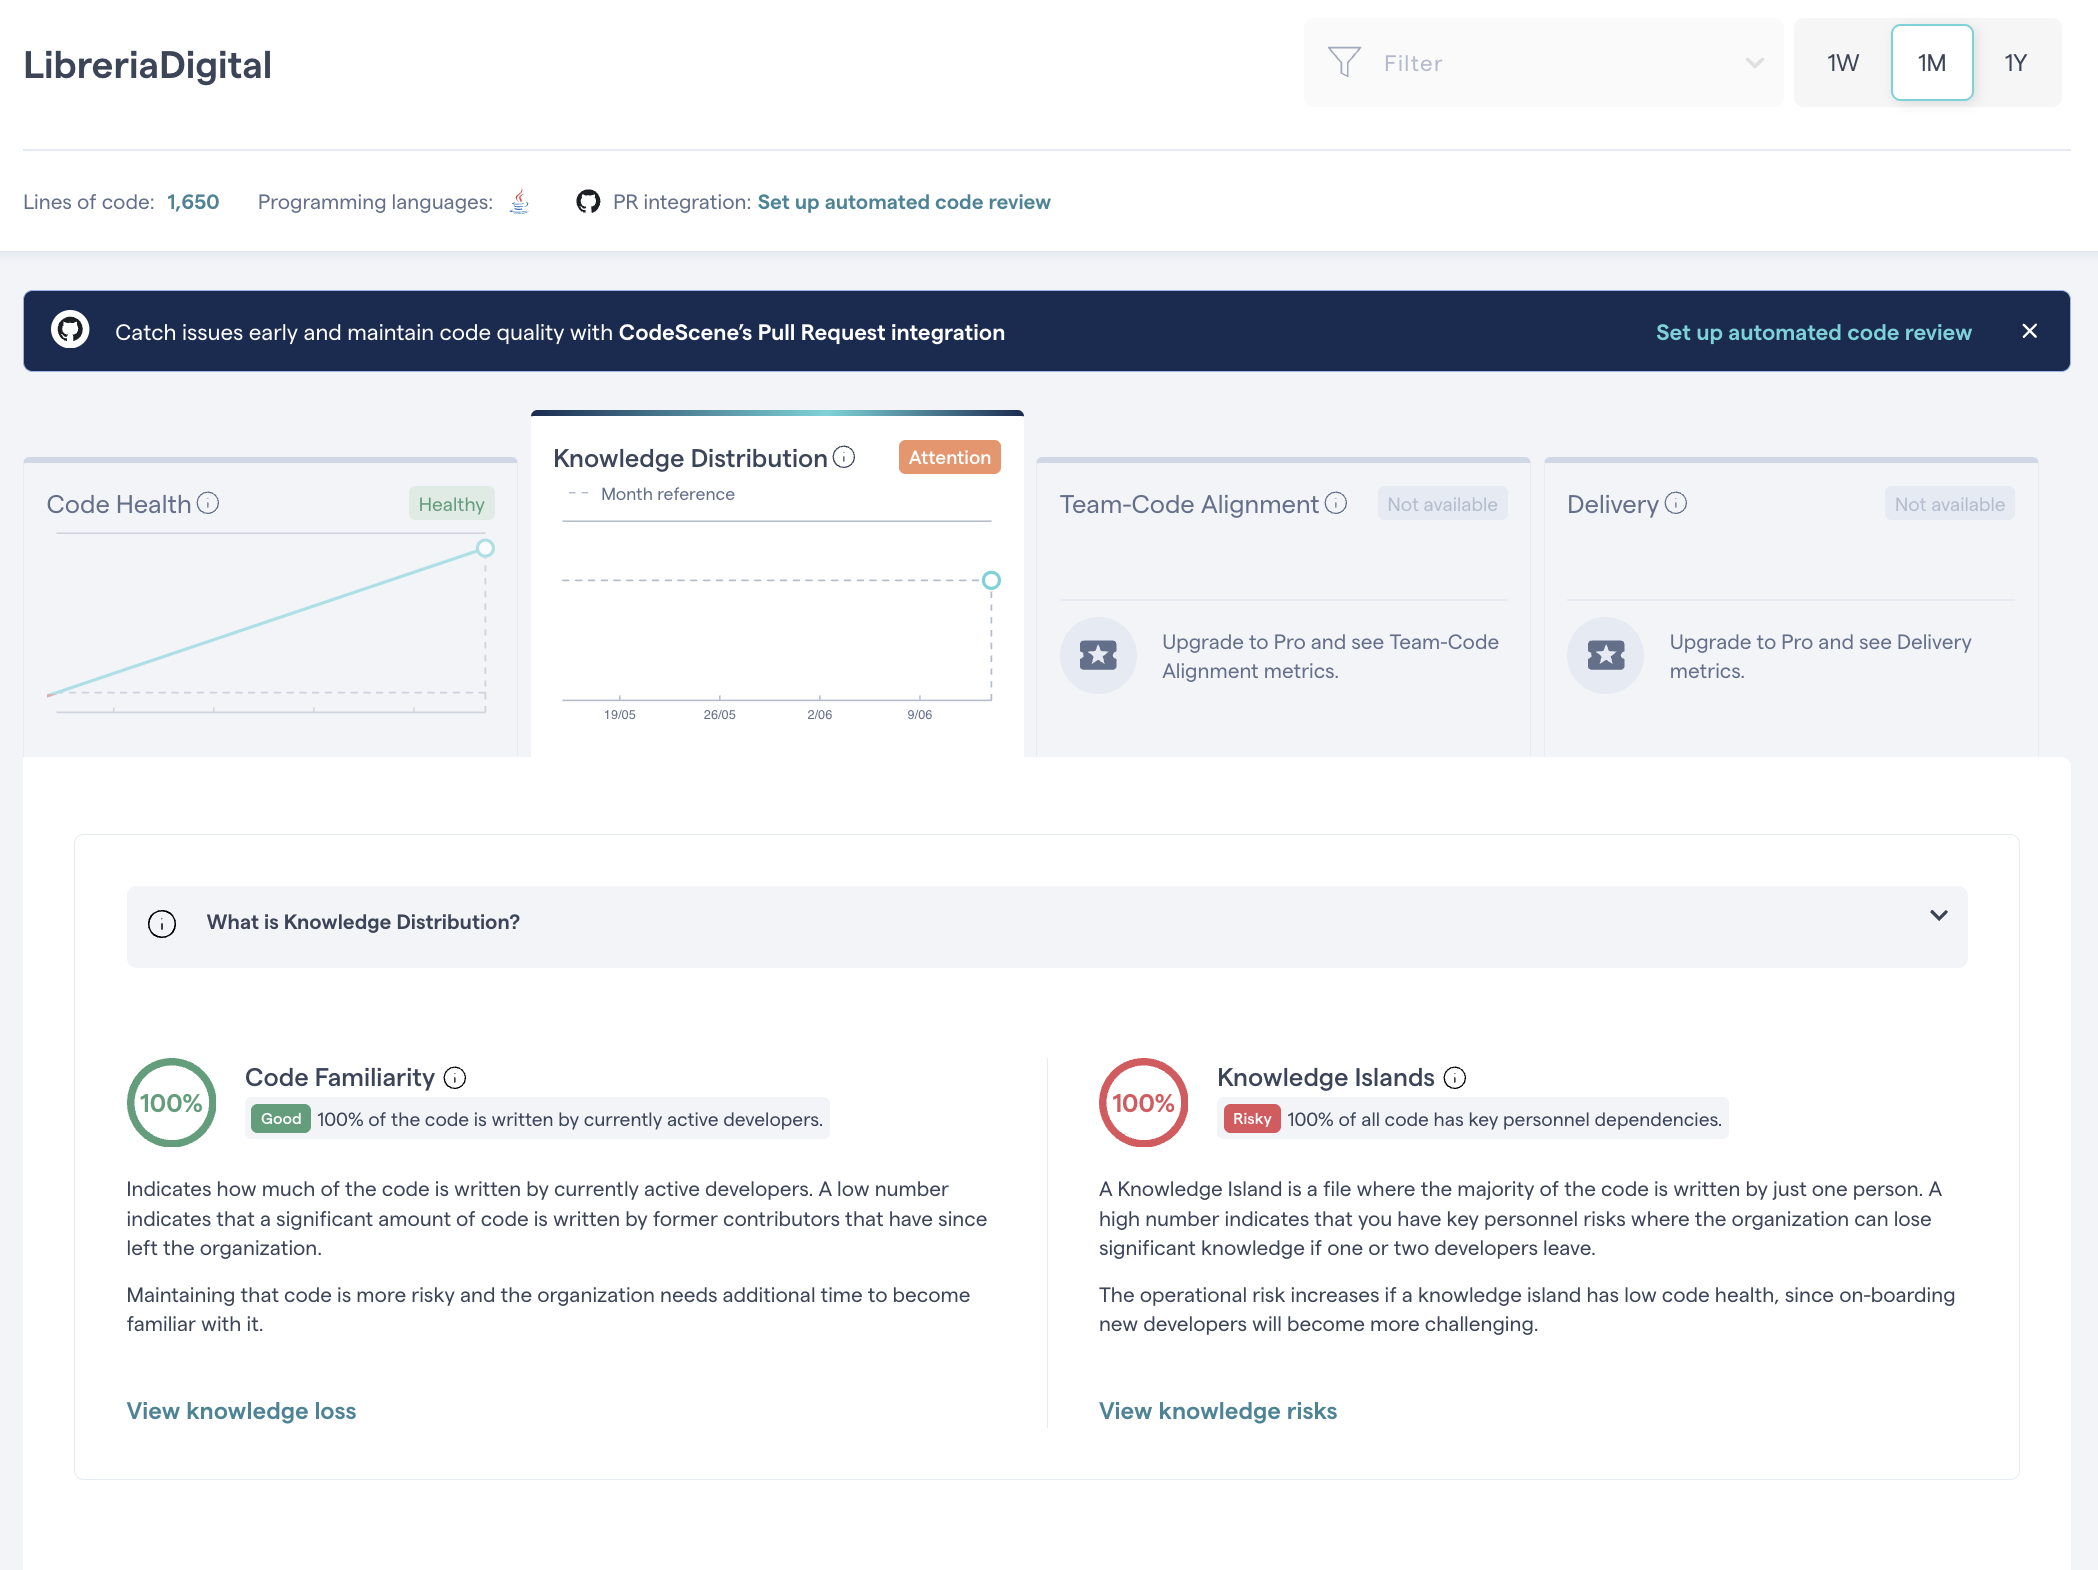 LibreriaDigital
Filter
1W
1M
1Y
Lines of code: 1,650
Programming languages:
PR integration: Set up automated code review
Catch issues early and maintain code quality with CodeScene’s Pull Request integration
Set up automated code review
Code Health
Healthy
Knowledge Distribution
Attention
Month reference
19/05
26/05
2/06
9/06
Team-Code Alignment
Not available
Upgrade to Pro and see Team-Code
Alignment metrics.
Delivery
Not available
Upgrade to Pro and see Delivery
metrics.
What is Knowledge Distribution?
100%
Code Familiarity
Good 100% of the code is written by currently active developers.
Indicates how much of the code is written by currently active developers. A low number
indicates that a significant amount of code is written by former contributors that have since
left the organization.
Maintaining that code is more risky and the organization needs additional time to become
familiar with it.
View knowledge loss
100%
Knowledge Islands
Risky 100% of all code has key personnel dependencies.
A Knowledge Island is a file where the majority of the code is written by just one person. A
high number indicates that you have key personnel risks where the organization can lose
significant knowledge if one or two developers leave.
The operational risk increases if a knowledge island has low code health, since on-boarding
new developers will become more challenging.
View knowledge risks